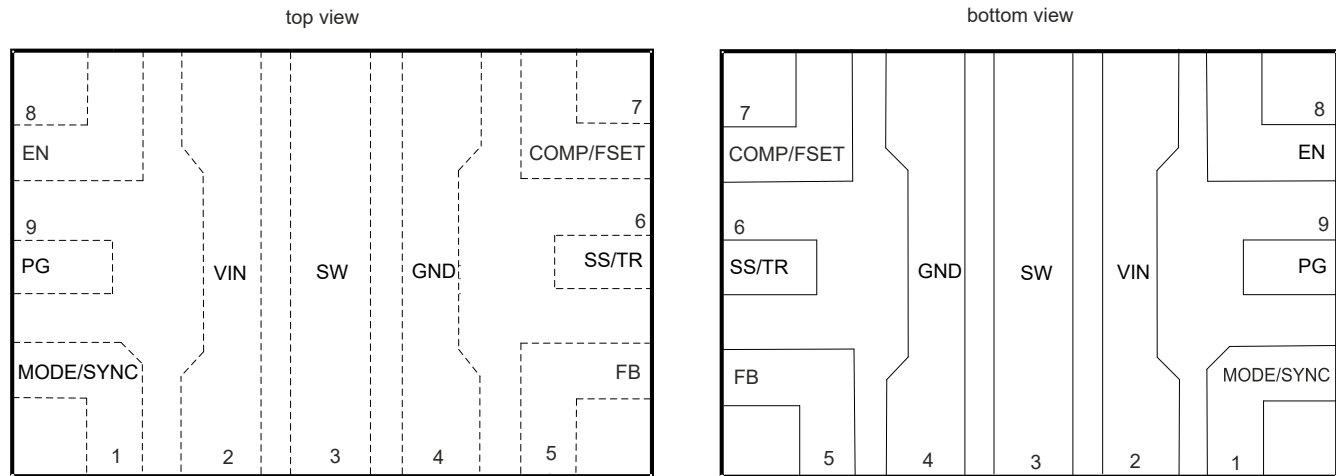 top view
8
7
EN
COMP/FSET
9
6
PG
VIN
SW
GND
SS/TR
MODE/SYNC
FB
1
2
3
4
5
bottom view
7
8
COMP/FSET
EN
6
9
SS/TR
GND
SW
VIN
PG
FB
MODE/SYNC
5
4
3
2
1